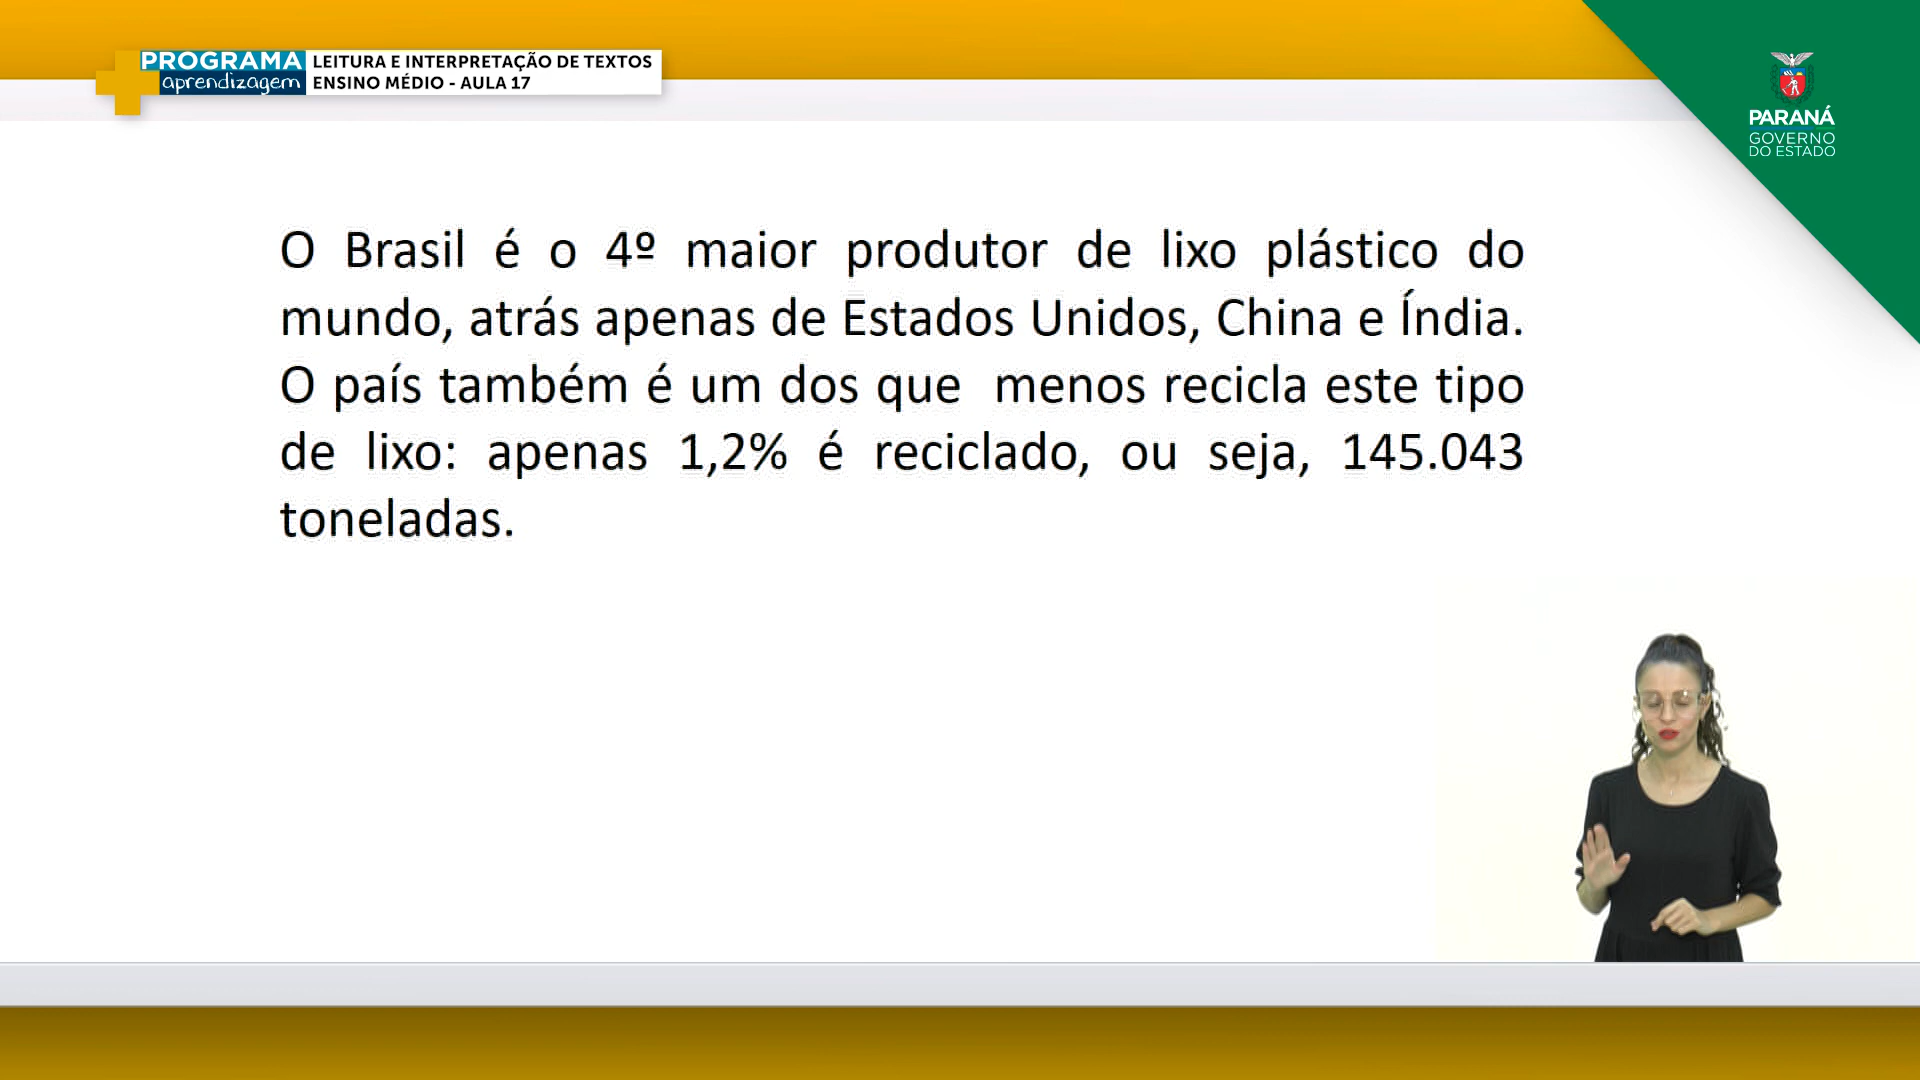 PROGRAMA
aprendizagem
LEITURA E INTERPRETAÇÃO DE TEXTOS
ENSINO MÉDIO - AULA 17
PARANÁ
GOVERNO
DO ESTADO
O Brasil é o 4º maior produtor de lixo plástico do
mundo, atrás apenas de Estados Unidos, China e Índia.
O país também é um dos que menos recicla este tipo
de lixo: apenas 1,2% é reciclado, ou seja, 145.043
toneladas.